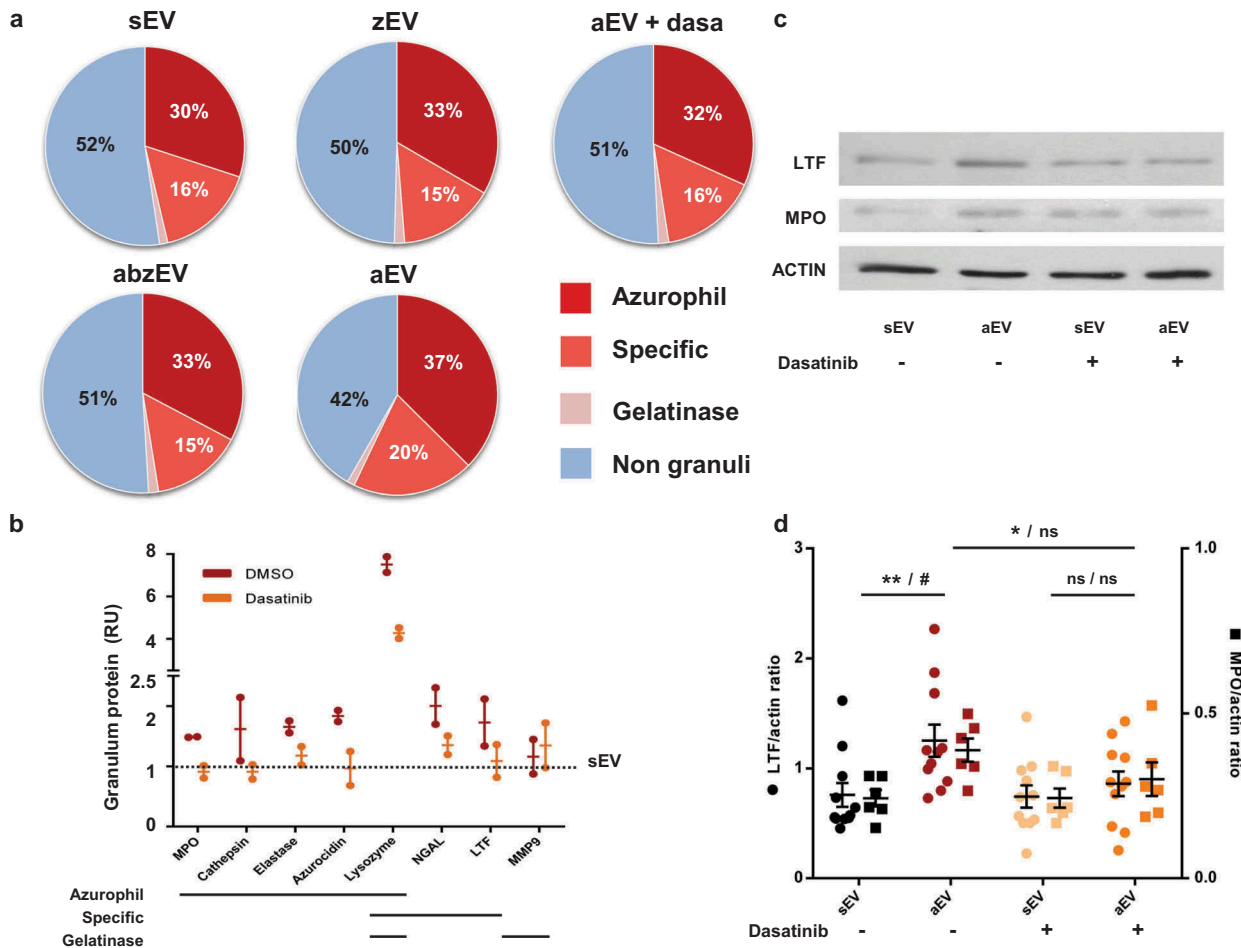 a
sEV
zEV
aEV + dasa
30%
52%
16%
33%
50%
15%
32%
51%
16%
abzEV
aEV
33%
51%
15%
37%
42%
20%
Azurophil
Specific
Gelatinase
Non granuli
b
Granulum protein (RU)
8
6
4
2.5
2
1
0
DMSO
Dasatinib
sEV
MPO
Cathepsin
Elastase
Azurocidin
Lysozyme
NGAL
LTF
MMP9
Azurophil
Specific
Gelatinase
c
LTF
MPO
ACTIN
sEV aEV sEV aEV
Dasatinib - - + +
d
* / ns
** / #
ns / ns
LTF/actin ratio
3
2
1
0
MPO/actin ratio
1.0
0.5
0.0
sEV aEV sEV aEV
Dasatinib - - + +